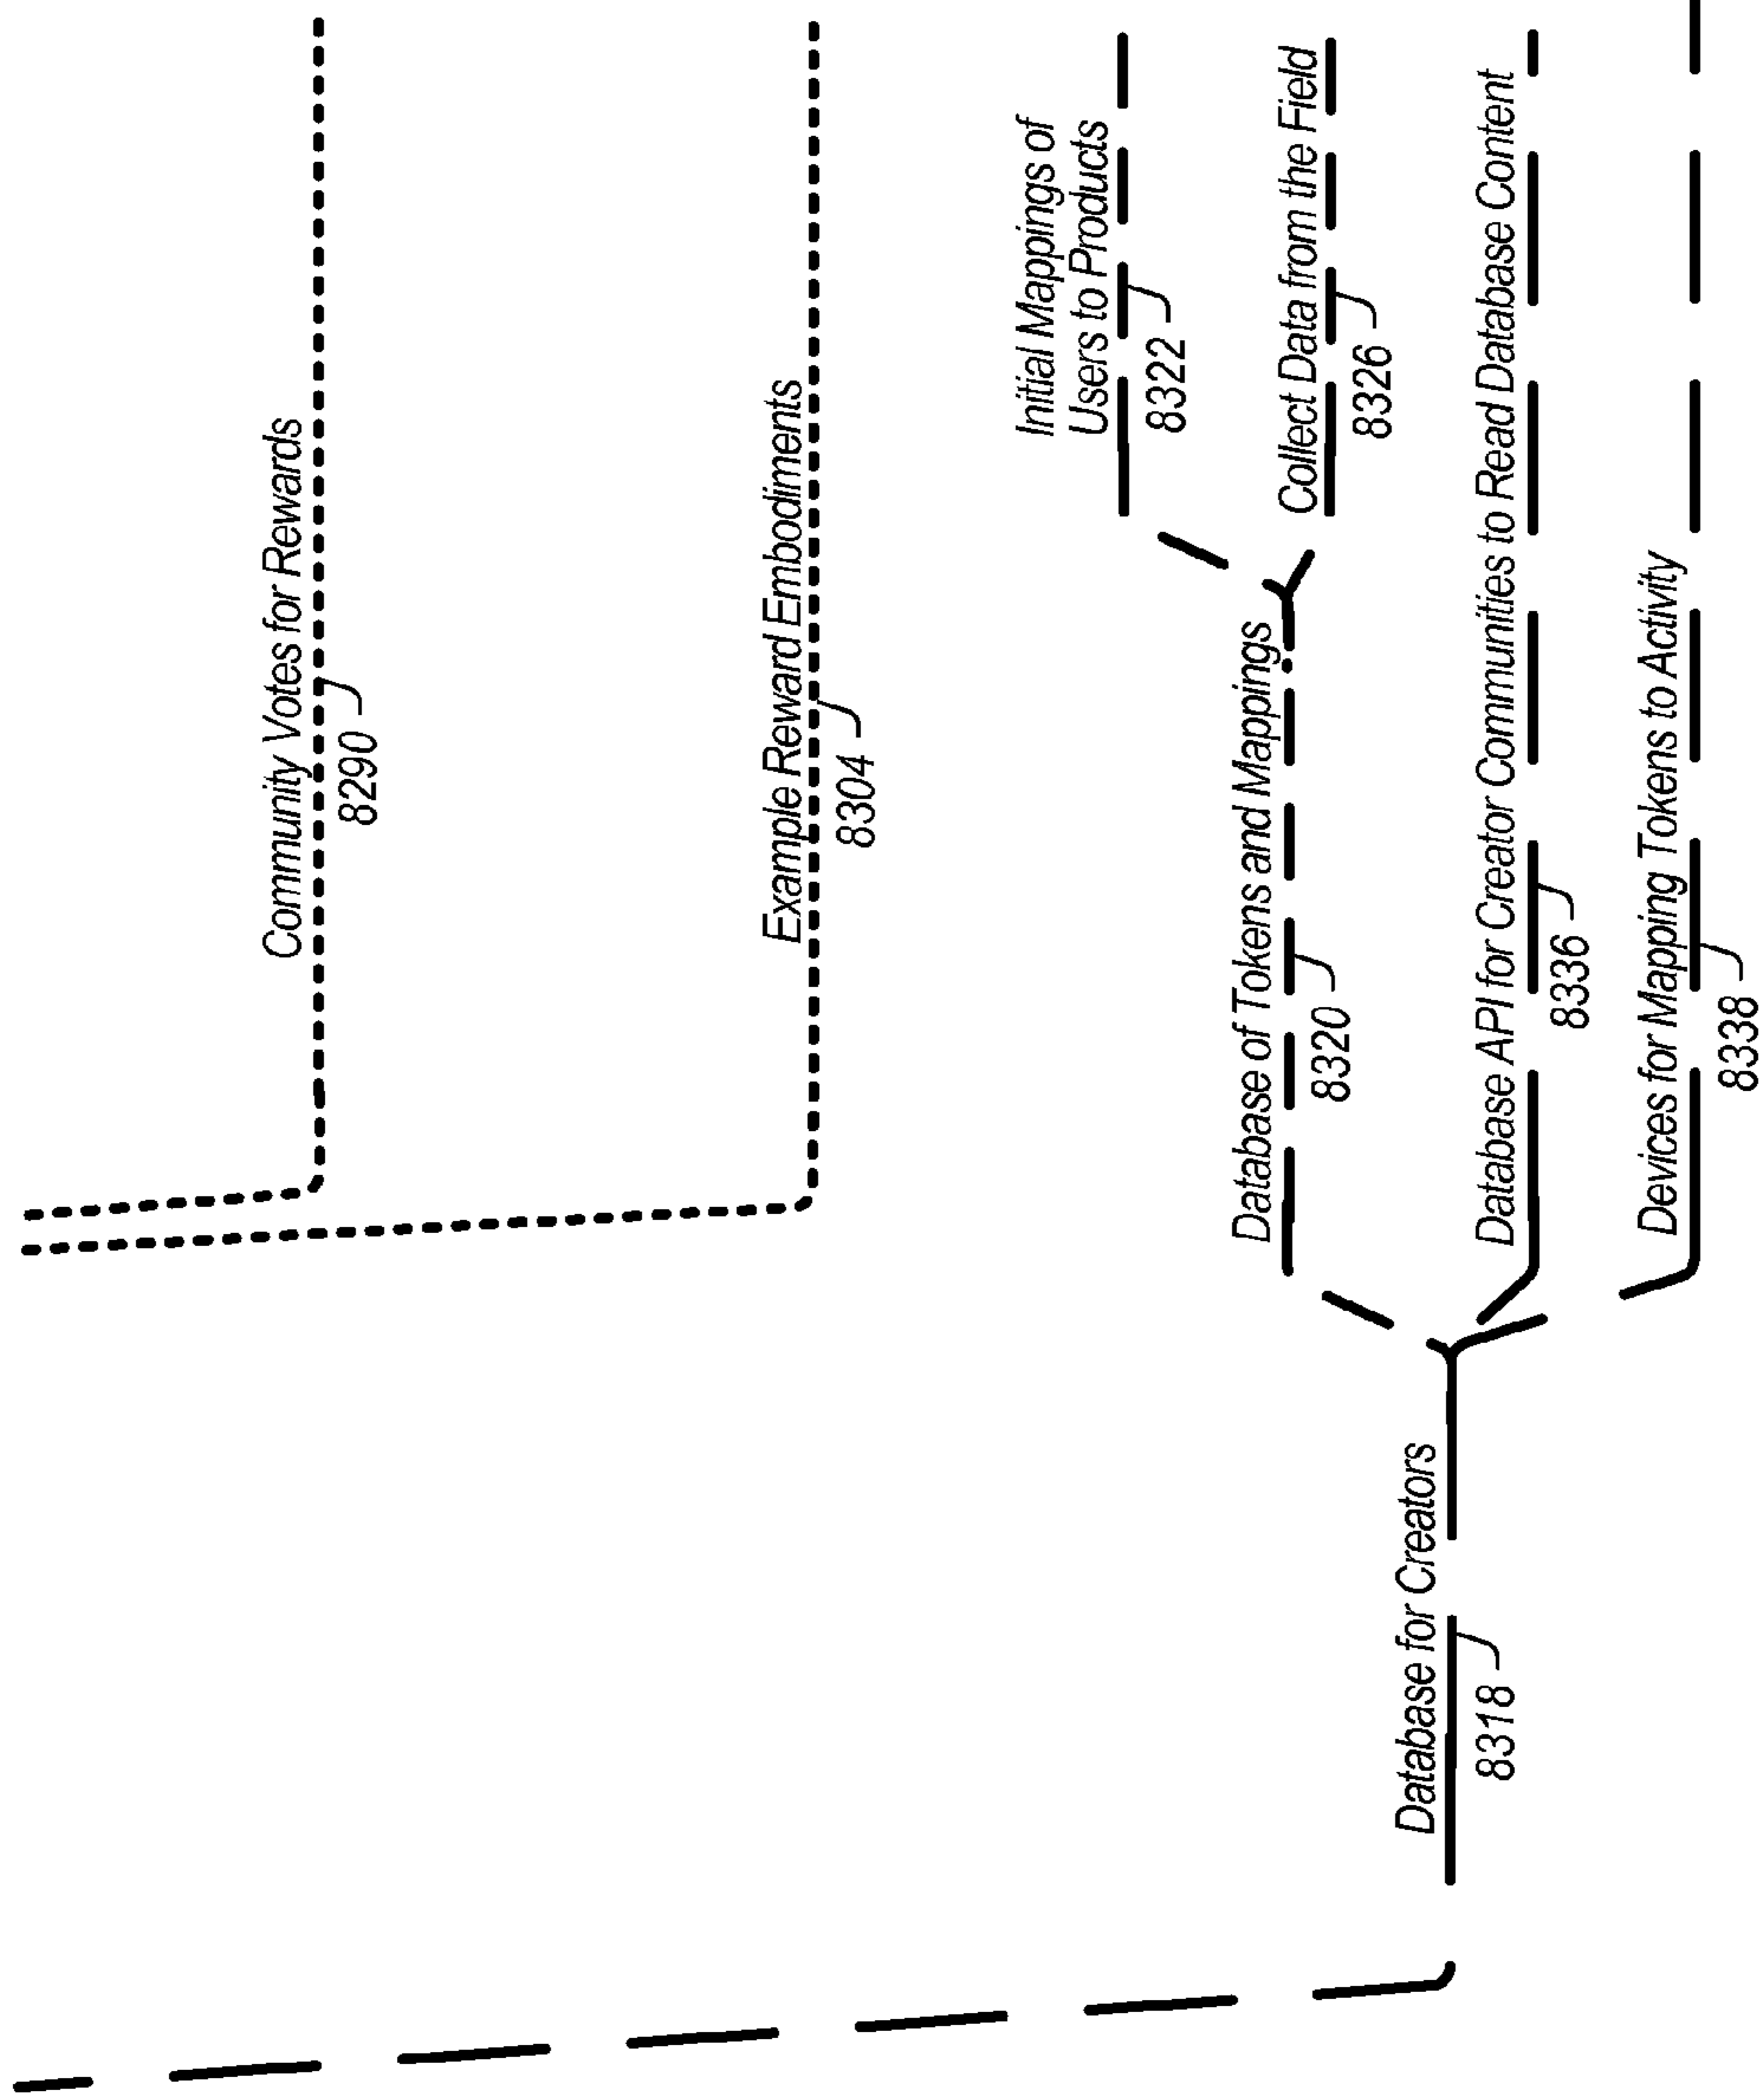 Community Votes for Rewards
8290
Example Reward Embodiments
8304
Initial Mappings of
Users to Products
8322
Collect Data from the Field
8326
Database of Tokens and Mappings
8320
Database API for Creator Communities to Read Database Content
8336
Devices for Mapping Tokens to Activity
8338
Database for Creators
8318